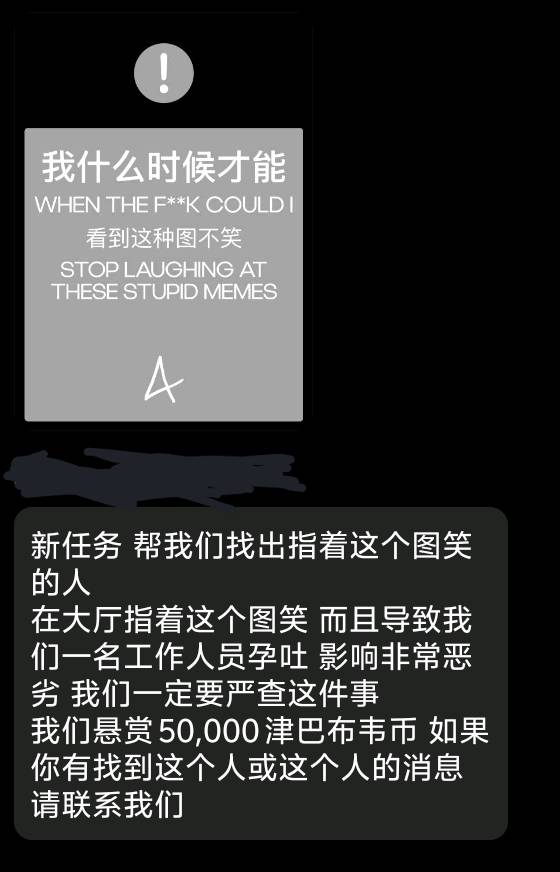 !
我什么时候才能
WHEN THE F**K COULD I
看到这种图不笑
STOP LAUGHING AT
THESE STUPID MEMES
新任务 帮我们找出指着这个图笑
的人
在大厅指着这个图笑 而且导致我
们一名工作人员孕吐 影响非常恶
劣 我们一定要严查这件事
我们悬赏50,000津巴布韦币 如果
你有找到这个人或这个人的消息
请联系我们